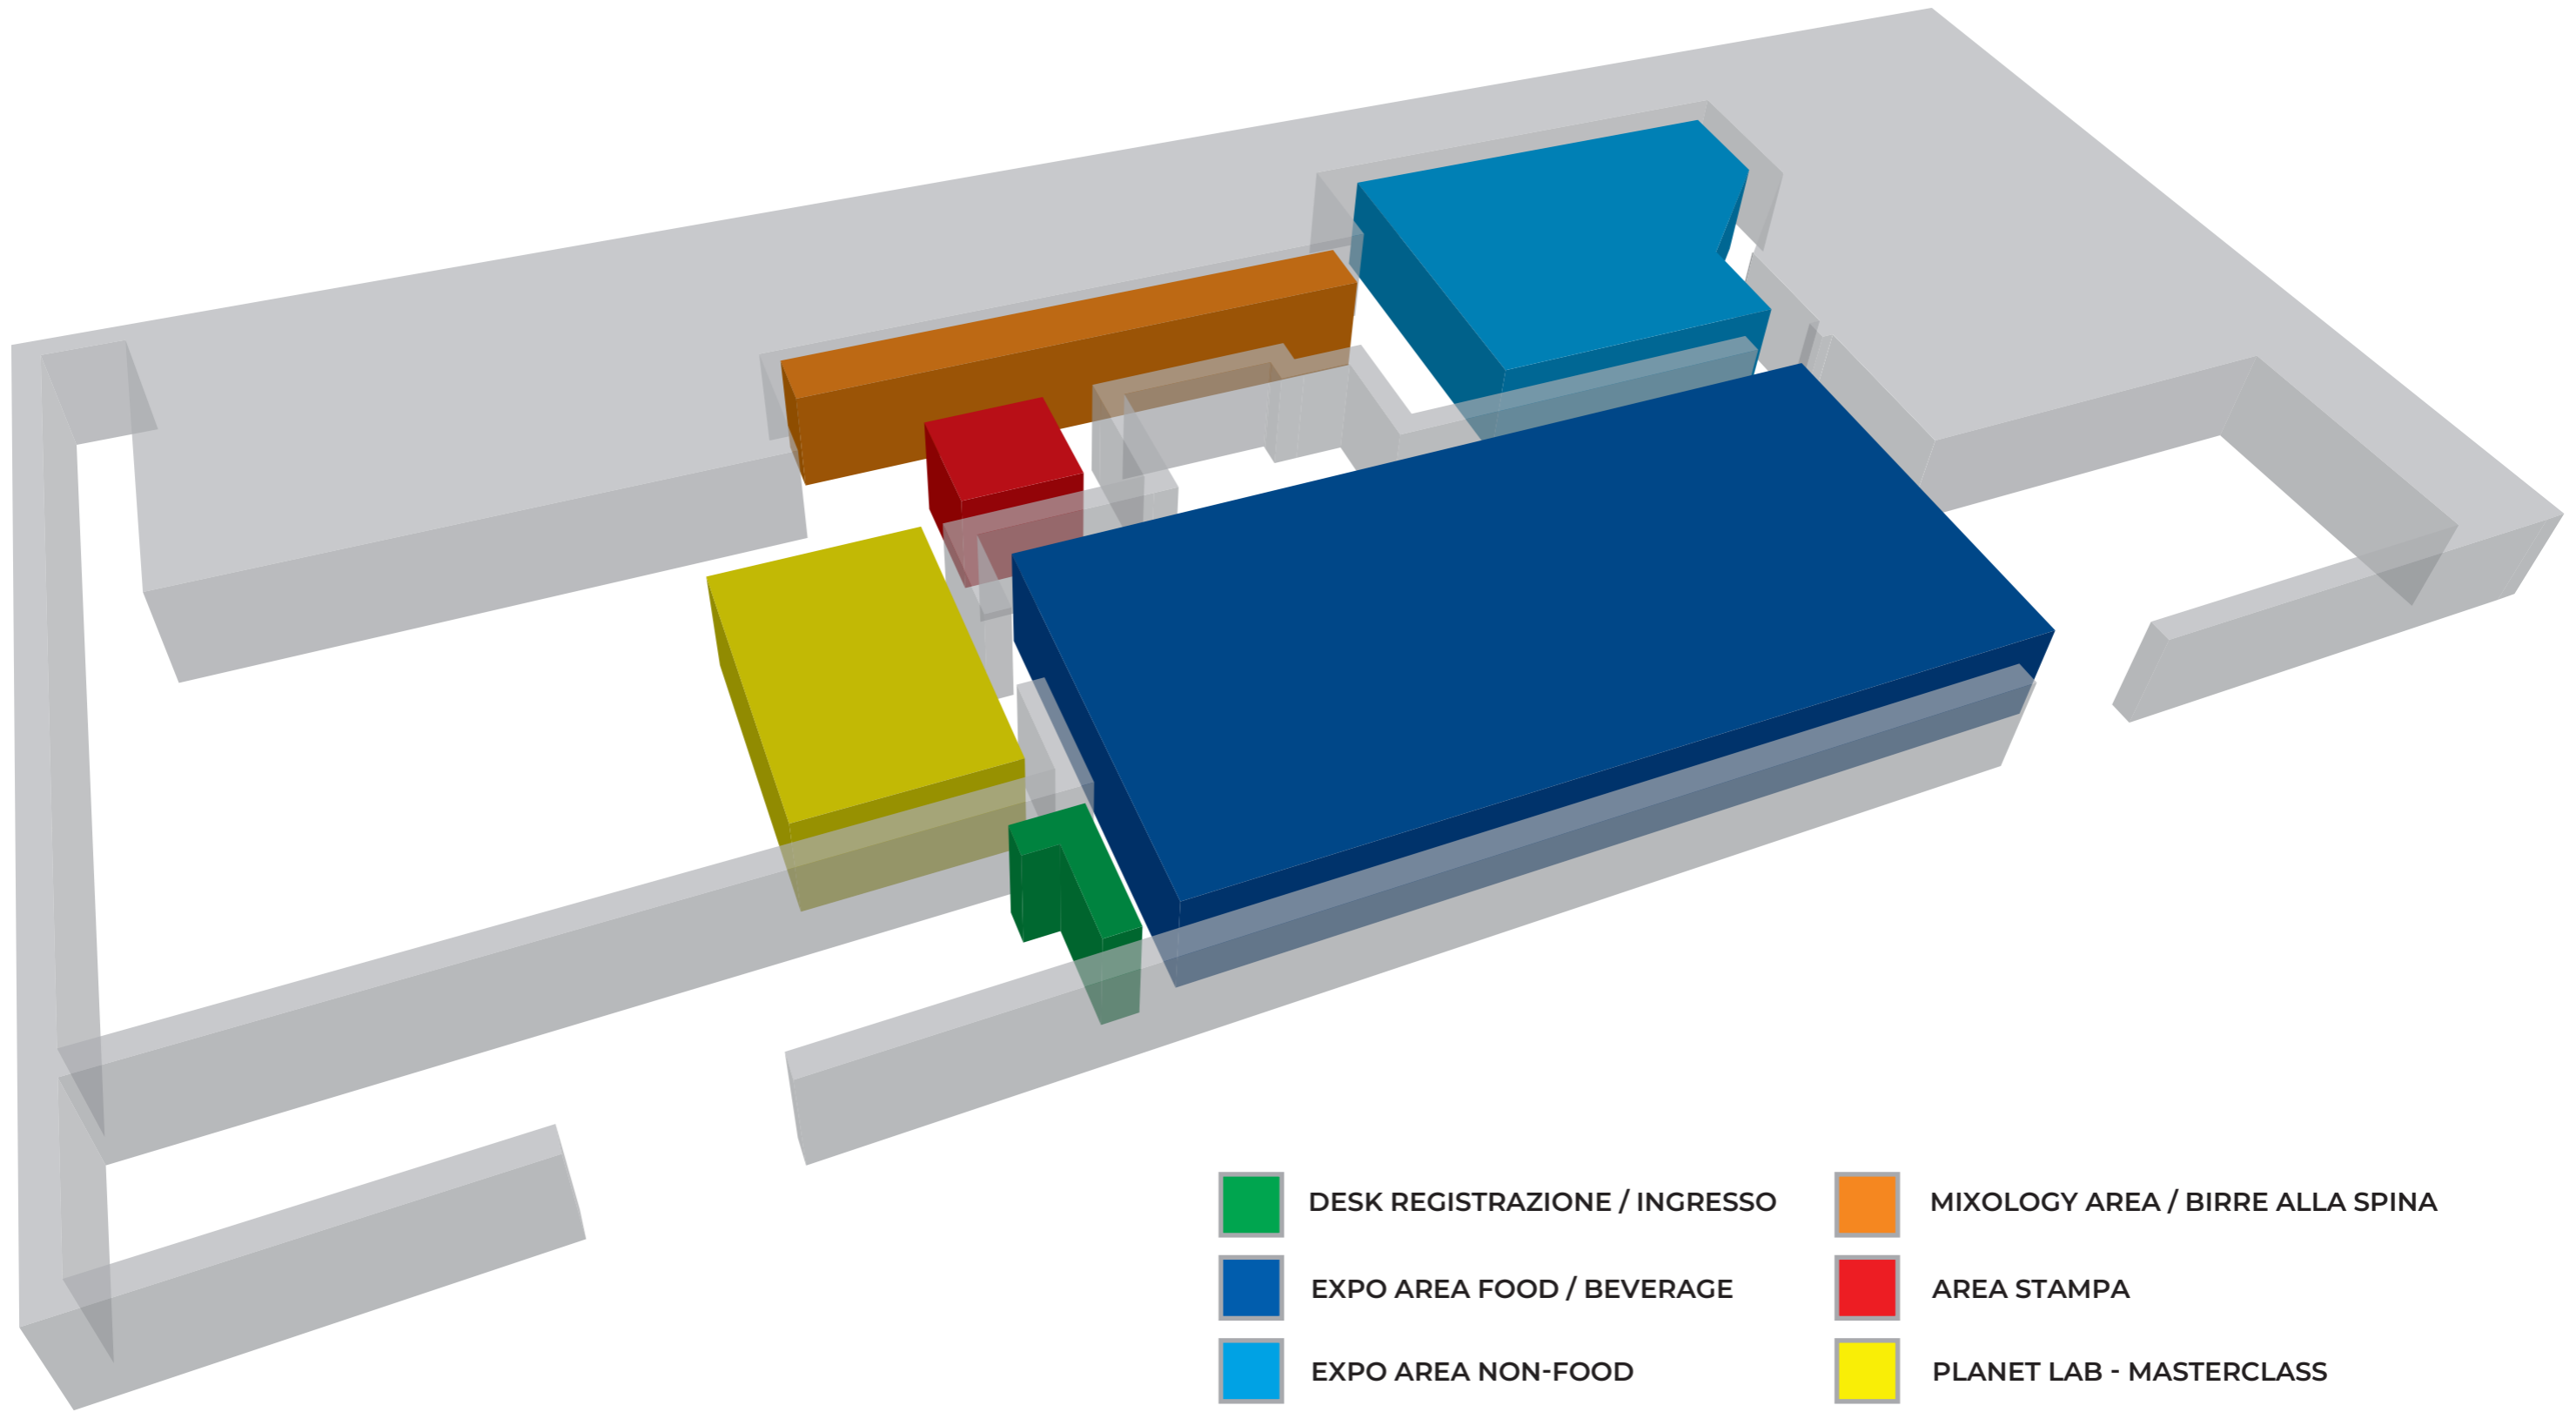 DESK REGISTRAZIONE / INGRESSO
EXPO AREA FOOD / BEVERAGE
EXPO AREA NON-FOOD
MIXOLOGY AREA / BIRRE ALLA SPINA
AREA STAMPA
PLANET LAB - MASTERCLASS